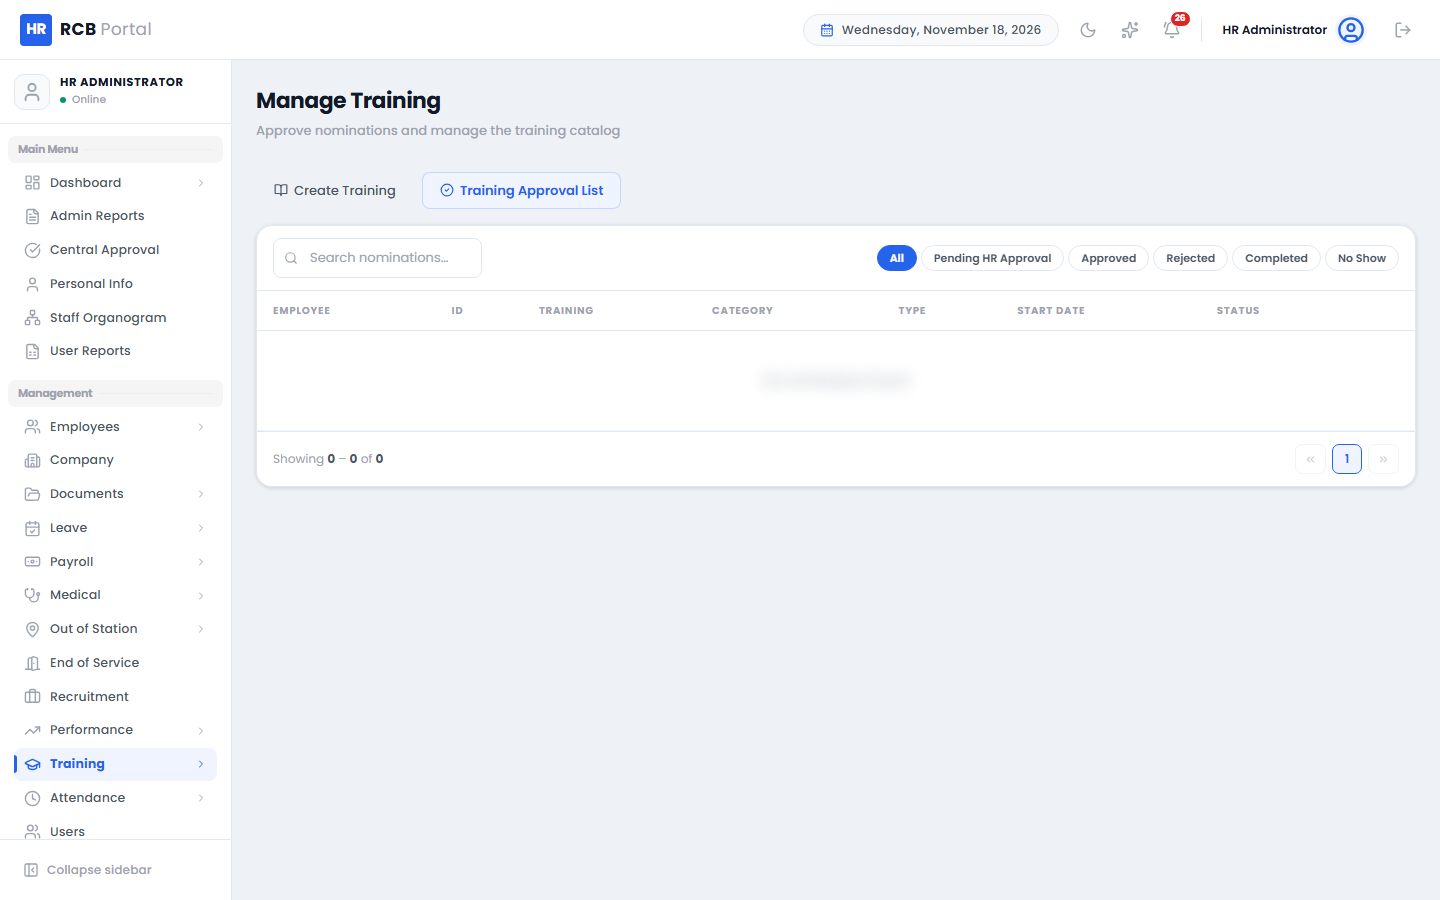 HR RCB Portal
Wednesday, November 18, 2026
26
HR Administrator
HR ADMINISTRATOR
Online
Main Menu
Dashboard
Admin Reports
Central Approval
Personal Info
Staff Organogram
User Reports
Management
Employees
Company
Documents
Leave
Payroll
Medical
Out of Station
End of Service
Recruitment
Performance
Training
Attendance
Users
Collapse sidebar
Manage Training
Approve nominations and manage the training catalog
Create Training
Training Approval List
Search nominations...
All
Pending HR Approval
Approved
Rejected
Completed
No Show
EMPLOYEE ID TRAINING CATEGORY TYPE START DATE STATUS
Showing 0 – 0 of 0
« 1 »